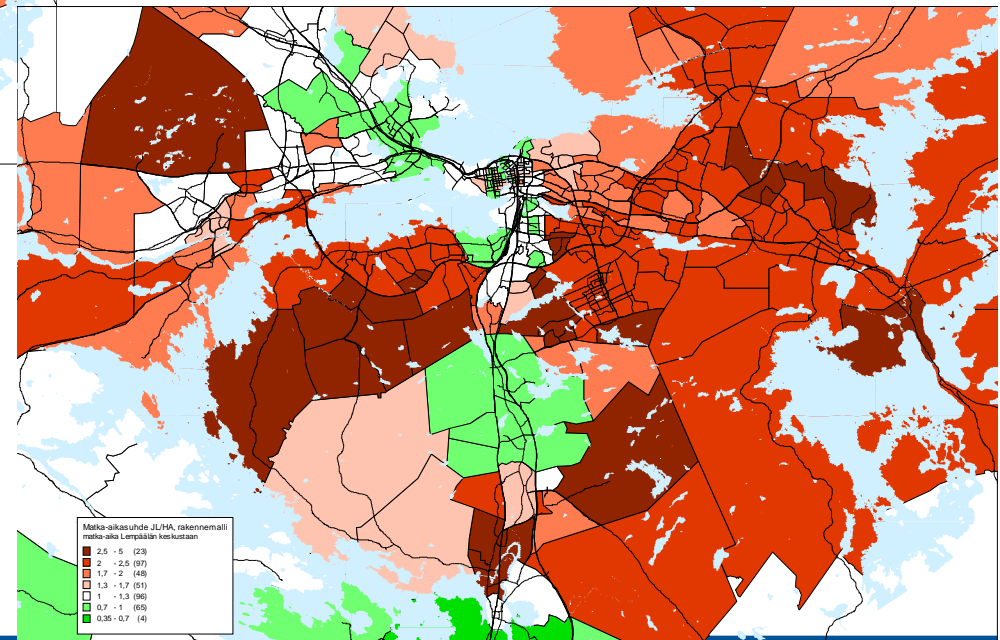 Matka-aikasuhde JL/HA, rakennemalli
matka-aika Lempäälän keskustaan
2,5 - 5 (23)
2 - 2,5 (97)
1,7 - 2 (48)
1,3 - 1,7 (51)
1 - 1,3 (96)
0,7 - 1 (65)
0,35 - 0,7 (4)